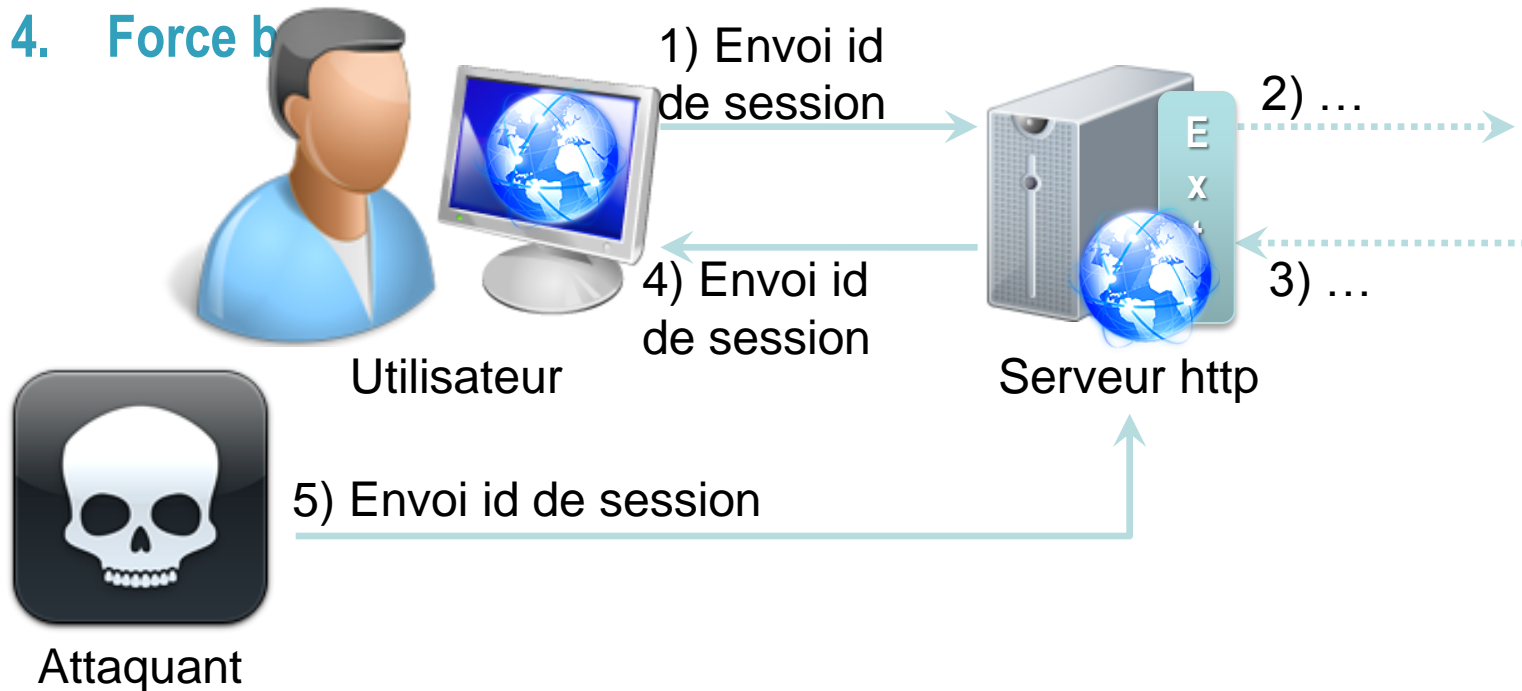 4. Force b
1) Envoi id
de session
2) …
E
x
t
4) Envoi id
de session
3) …
Utilisateur
Serveur http
5) Envoi id de session
Attaquant